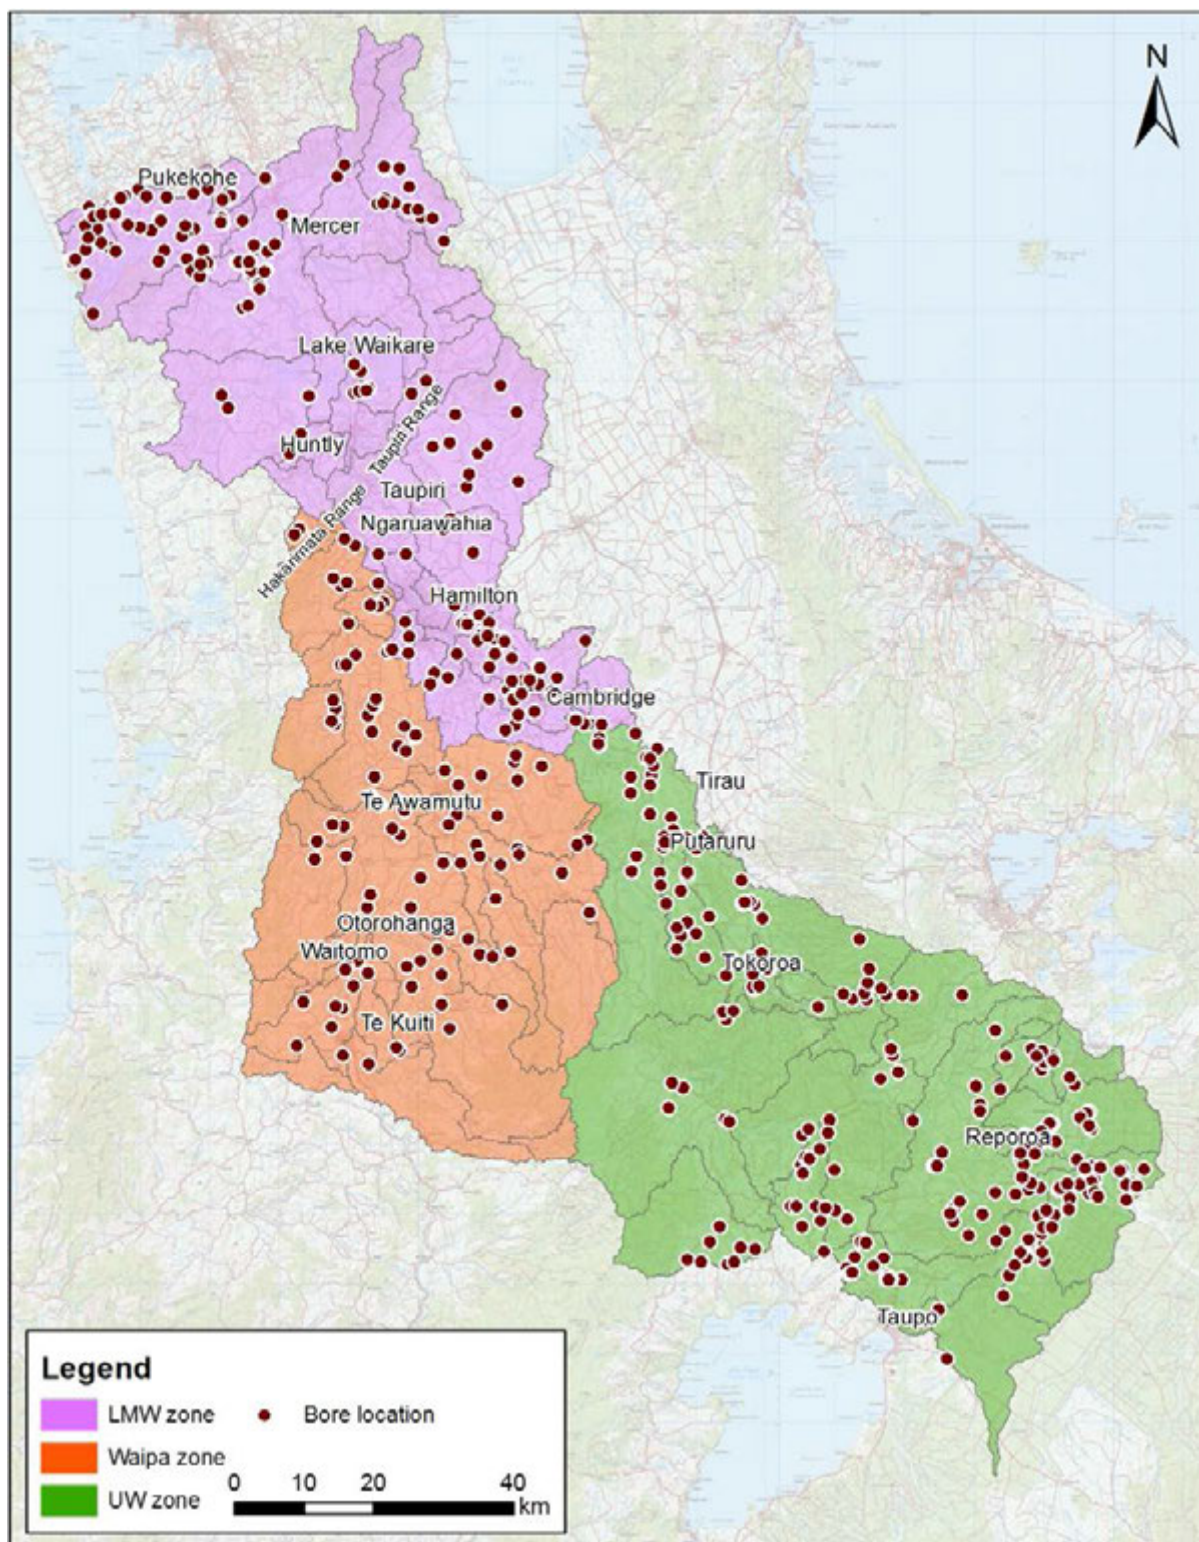 N
Pukekohe
Mercer
Lake Waikare
Taupiri Range
Huntly
Taupiri
Hakarimata Range
Ngaruawahia
Hamilton
Cambridge
Tirau
Te Awamutu
Putaruru
Otorohanga
Waitomo
Tokoroa
Te Kuiti
Reporoa
Taupo
Legend
LMW zone
Bore location
Waipa zone
UW zone
0 10 20 40
km